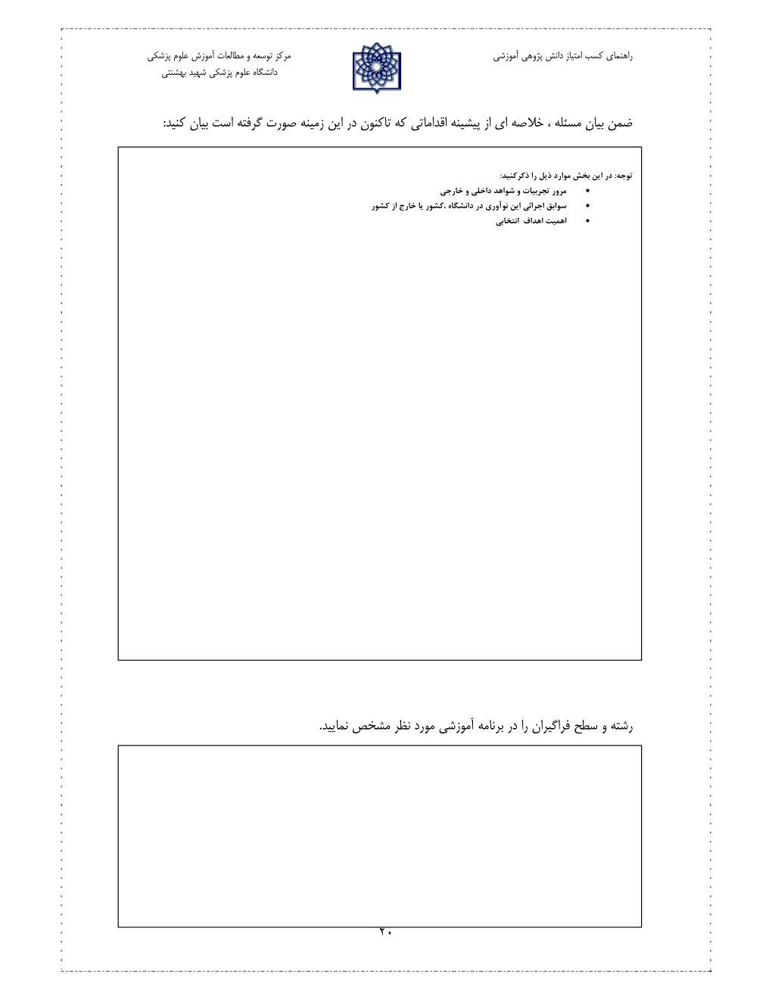 راهنمای کسب امتیاز دانش پژوهی آموزشی
مرکز توسعه و مطالعات آموزش علوم پزشکی
دانشگاه علوم پزشکی شهید بهشتی
ضمن بیان مسئله ، خلاصه ای از پیشینه اقداماتی که تاکنون در این زمینه صورت گرفته است بیان کنید:
توجه: در این بخش موارد ذیل را ذکرکنید:
• مرور تجربیات و شواهد داخلی و خارجی
• سوابق اجرائی این نوآوری در دانشگاه ،کشور یا خارج از کشور
• اهمیت اهداف انتخابی
رشته و سطح فراگیران را در برنامه آموزشی مورد نظر مشخص نمایید.
۲۰